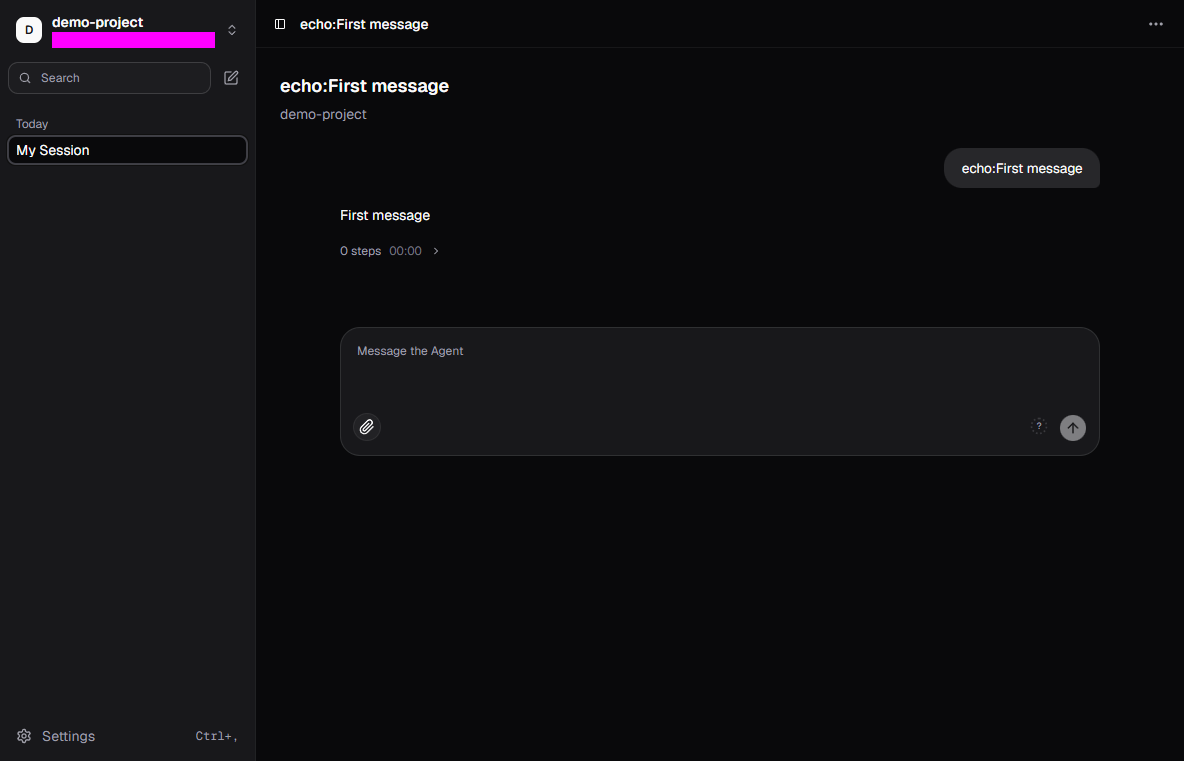 D
demo-project
Search
Today
My Session
Settings
Ctrl+,
echo:First message
echo:First message
demo-project
echo:First message
First message
0 steps 00:00
Message the Agent
?